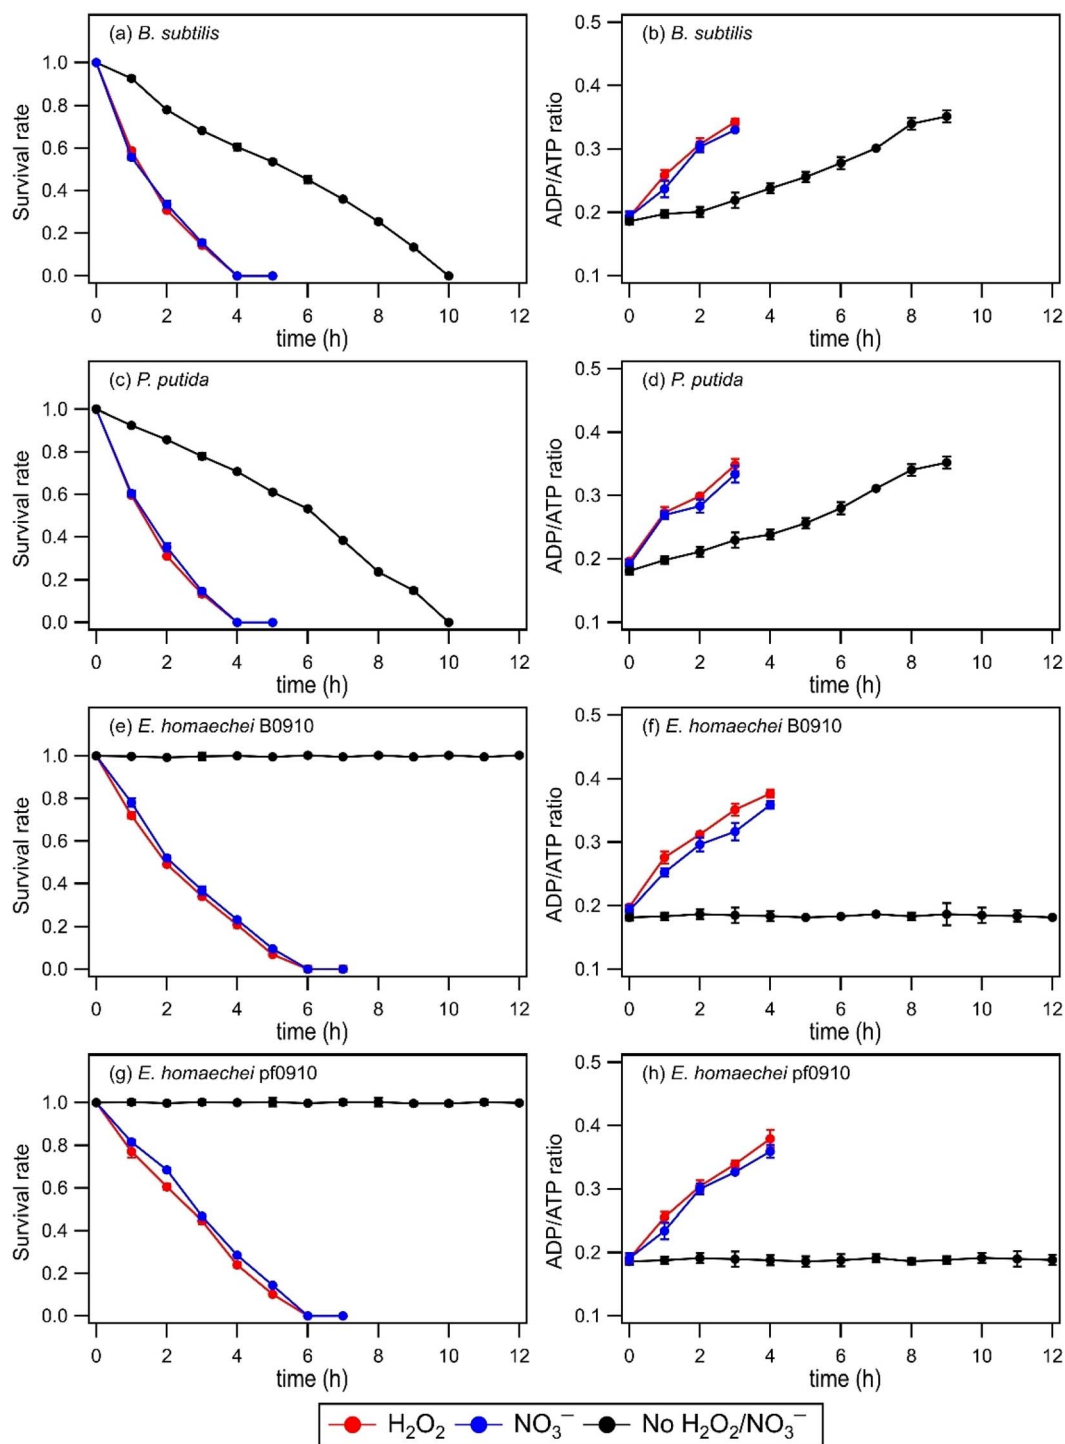 (a) B. subtilis
Survival rate
1.0
0.8
0.6
0.4
0.2
0.0
0 2 4 6 8 10 12
time (h)
(b) B. subtilis
ADP/ATP ratio
0.5
0.4
0.3
0.2
0.1
0 2 4 6 8 10 12
time (h)
(c) P. putida
Survival rate
1.0
0.8
0.6
0.4
0.2
0.0
0 2 4 6 8 10 12
time (h)
(d) P. putida
ADP/ATP ratio
0.5
0.4
0.3
0.2
0.1
0 2 4 6 8 10 12
time (h)
(e) E. homaechei B0910
Survival rate
1.0
0.8
0.6
0.4
0.2
0.0
0 2 4 6 8 10 12
time (h)
(f) E. homaechei B0910
ADP/ATP ratio
0.5
0.4
0.3
0.2
0.1
0 2 4 6 8 10 12
time (h)
(g) E. homaechei pf0910
Survival rate
1.0
0.8
0.6
0.4
0.2
0.0
0 2 4 6 8 10 12
time (h)
(h) E. homaechei pf0910
ADP/ATP ratio
0.5
0.4
0.3
0.2
0.1
0 2 4 6 8 10 12
time (h)
H₂O₂ NO₃⁻ No H₂O₂/NO₃⁻